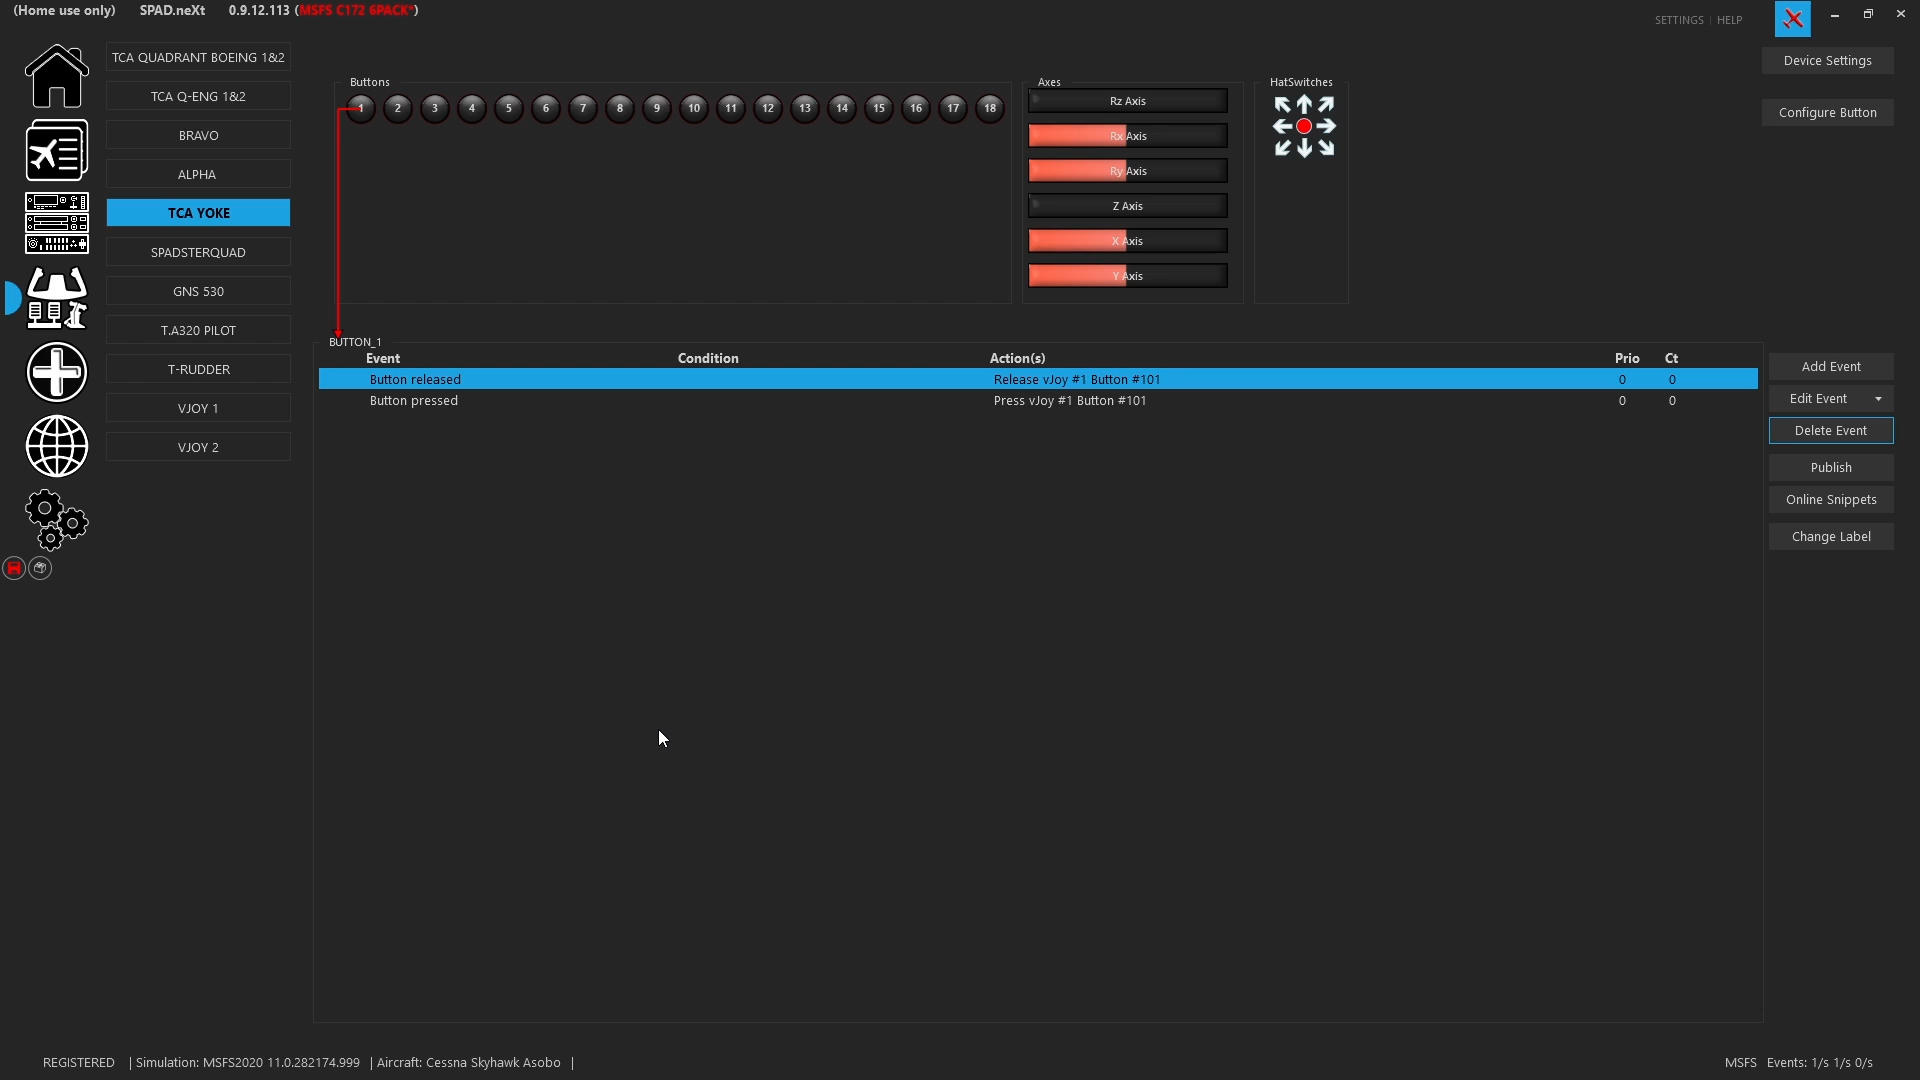 (Home use only) SPAD.neXt 0.9.12.113 (MSFS C172 6PACK*)
SETTINGS | HELP
TCA QUADRANT BOEING 1&2
TCA Q-ENG 1&2
BRAVO
ALPHA
TCA YOKE
SPADSTERQUAD
GNS 530
T.A320 PILOT
T-RUDDER
VJOY 1
VJOY 2
Buttons
1 2 3 4 5 6 7 8 9 10 11 12 13 14 15 16 17 18
Axes
Rz Axis
Rx Axis
Ry Axis
Z Axis
X Axis
Y Axis
HatSwitches
Device Settings
Configure Button
BUTTON_1
Event Condition Action(s) Prio Ct
Button released Release vJoy #1 Button #101 0 0
Button pressed Press vJoy #1 Button #101 0 0
Add Event
Edit Event
Delete Event
Publish
Online Snippets
Change Label
REGISTERED | Simulation: MSFS2020 11.0.282174.999 | Aircraft: Cessna Skyhawk Asobo |
MSFS Events: 1/s 1/s 0/s